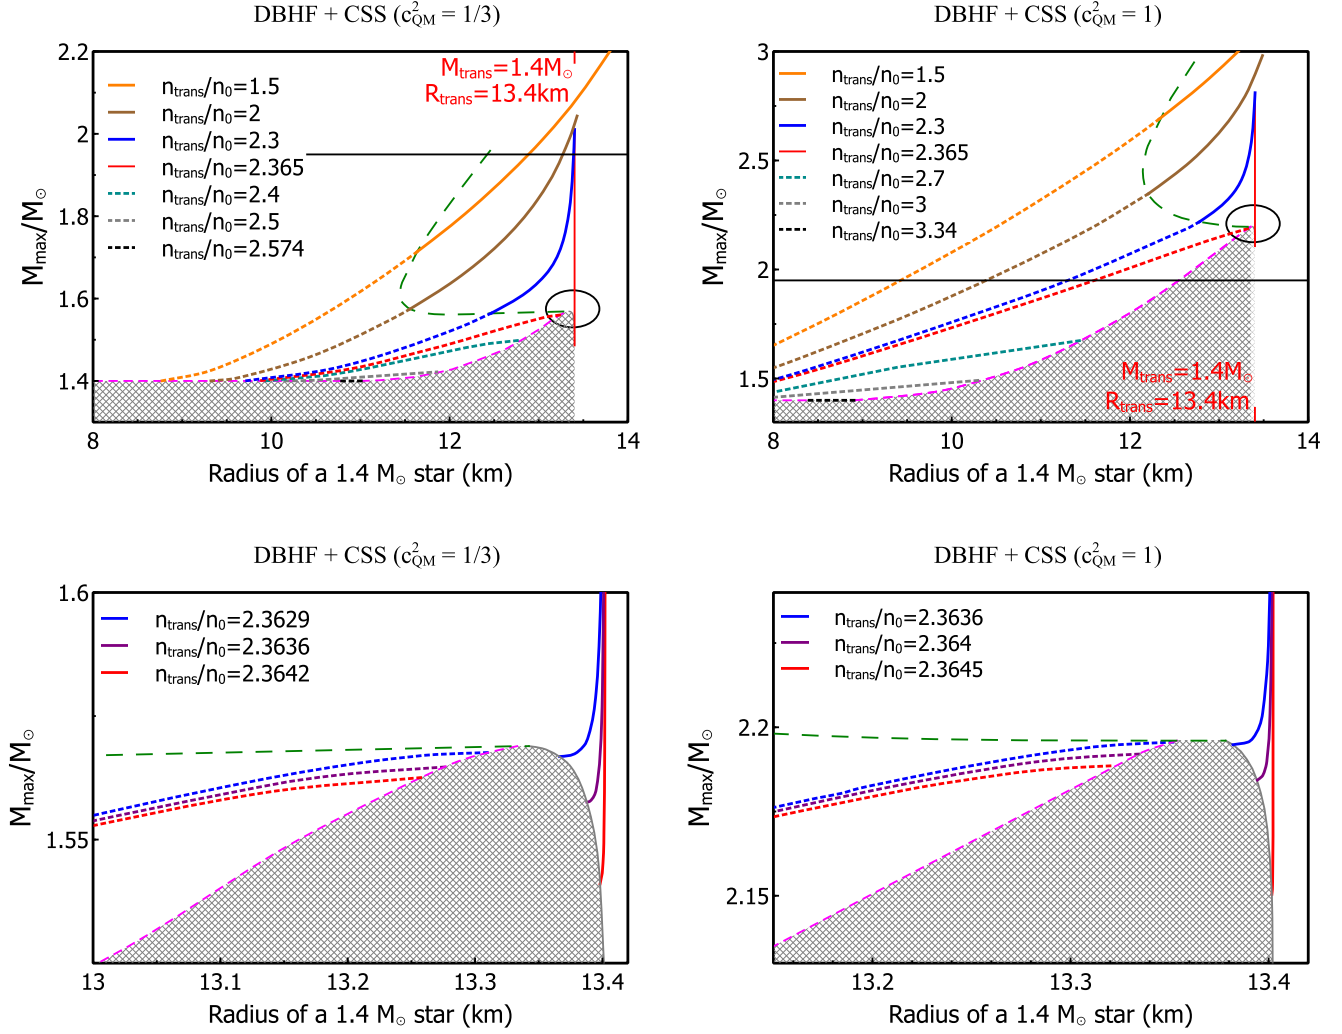 DBHF + CSS (c²QM = 1/3)
2.2
2
1.8
1.6
1.4
Mmax/M⊙
ntrans/n0=1.5
ntrans/n0=2
ntrans/n0=2.3
ntrans/n0=2.365
ntrans/n0=2.4
ntrans/n0=2.5
ntrans/n0=2.574
Mtrans=1.4M⊙
Rtrans=13.4km
8 10 12 14
Radius of a 1.4 M⊙ star (km)
DBHF + CSS (c²QM = 1)
3
2.5
2
1.5
Mmax/M⊙
ntrans/n0=1.5
ntrans/n0=2
ntrans/n0=2.3
ntrans/n0=2.365
ntrans/n0=2.7
ntrans/n0=3
ntrans/n0=3.34
Mtrans=1.4M⊙
Rtrans=13.4km
8 10 12 14
Radius of a 1.4 M⊙ star (km)
DBHF + CSS (c²QM = 1/3)
1.6
1.55
Mmax/M⊙
ntrans/n0=2.3629
ntrans/n0=2.3636
ntrans/n0=2.3642
13 13.1 13.2 13.3 13.4
Radius of a 1.4 M⊙ star (km)
DBHF + CSS (c²QM = 1)
2.2
2.15
Mmax/M⊙
ntrans/n0=2.3636
ntrans/n0=2.364
ntrans/n0=2.3645
13.2 13.3 13.4
Radius of a 1.4 M⊙ star (km)